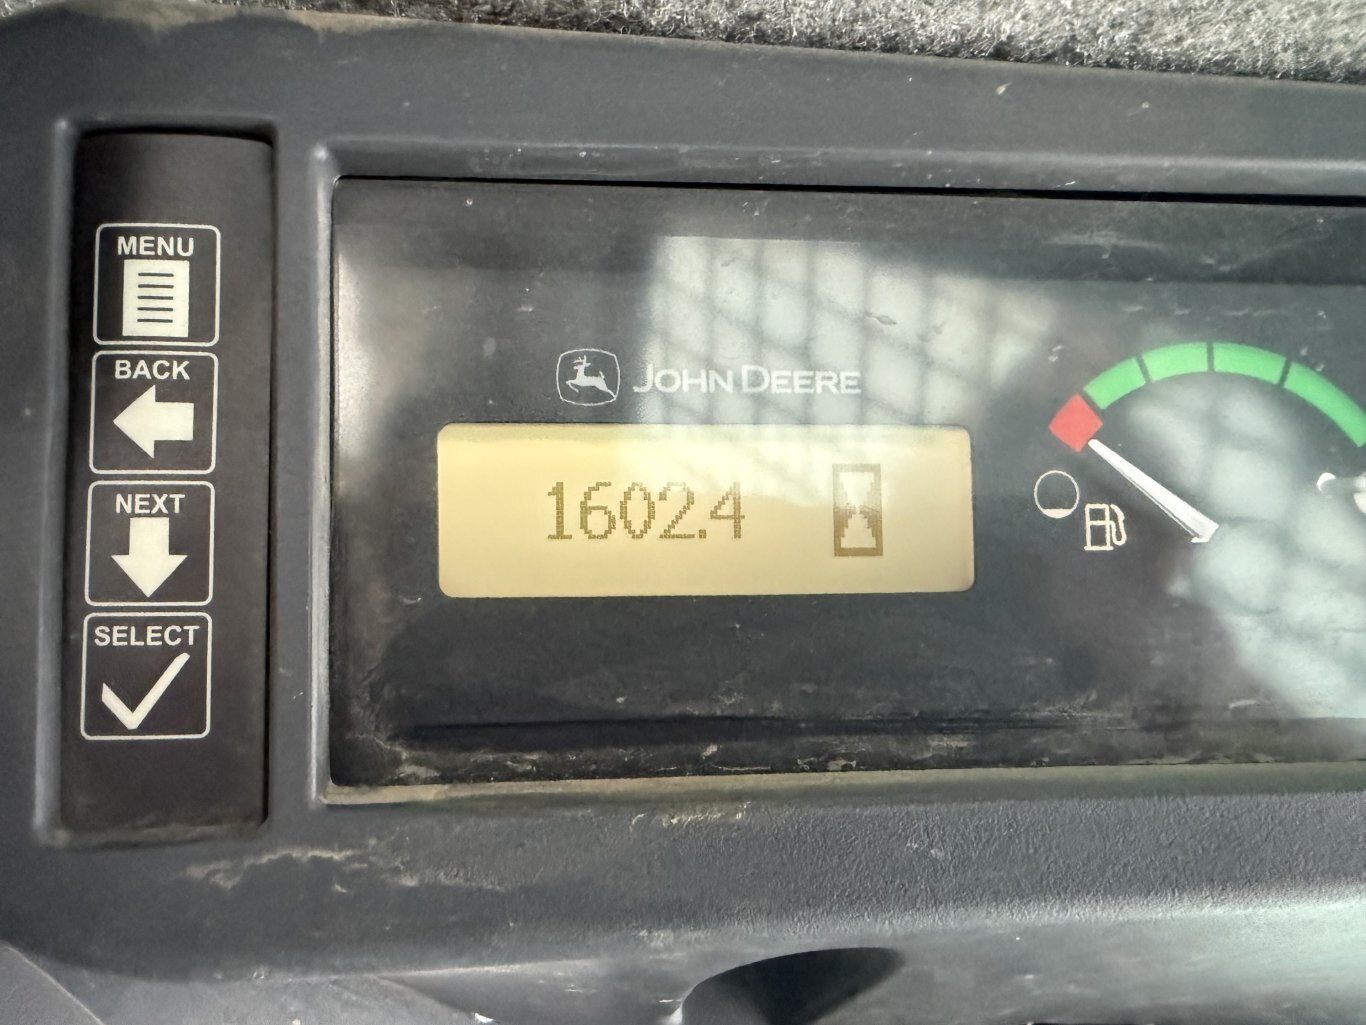 MENU
BACK
NEXT
SELECT
JOHN DEERE
1602.4